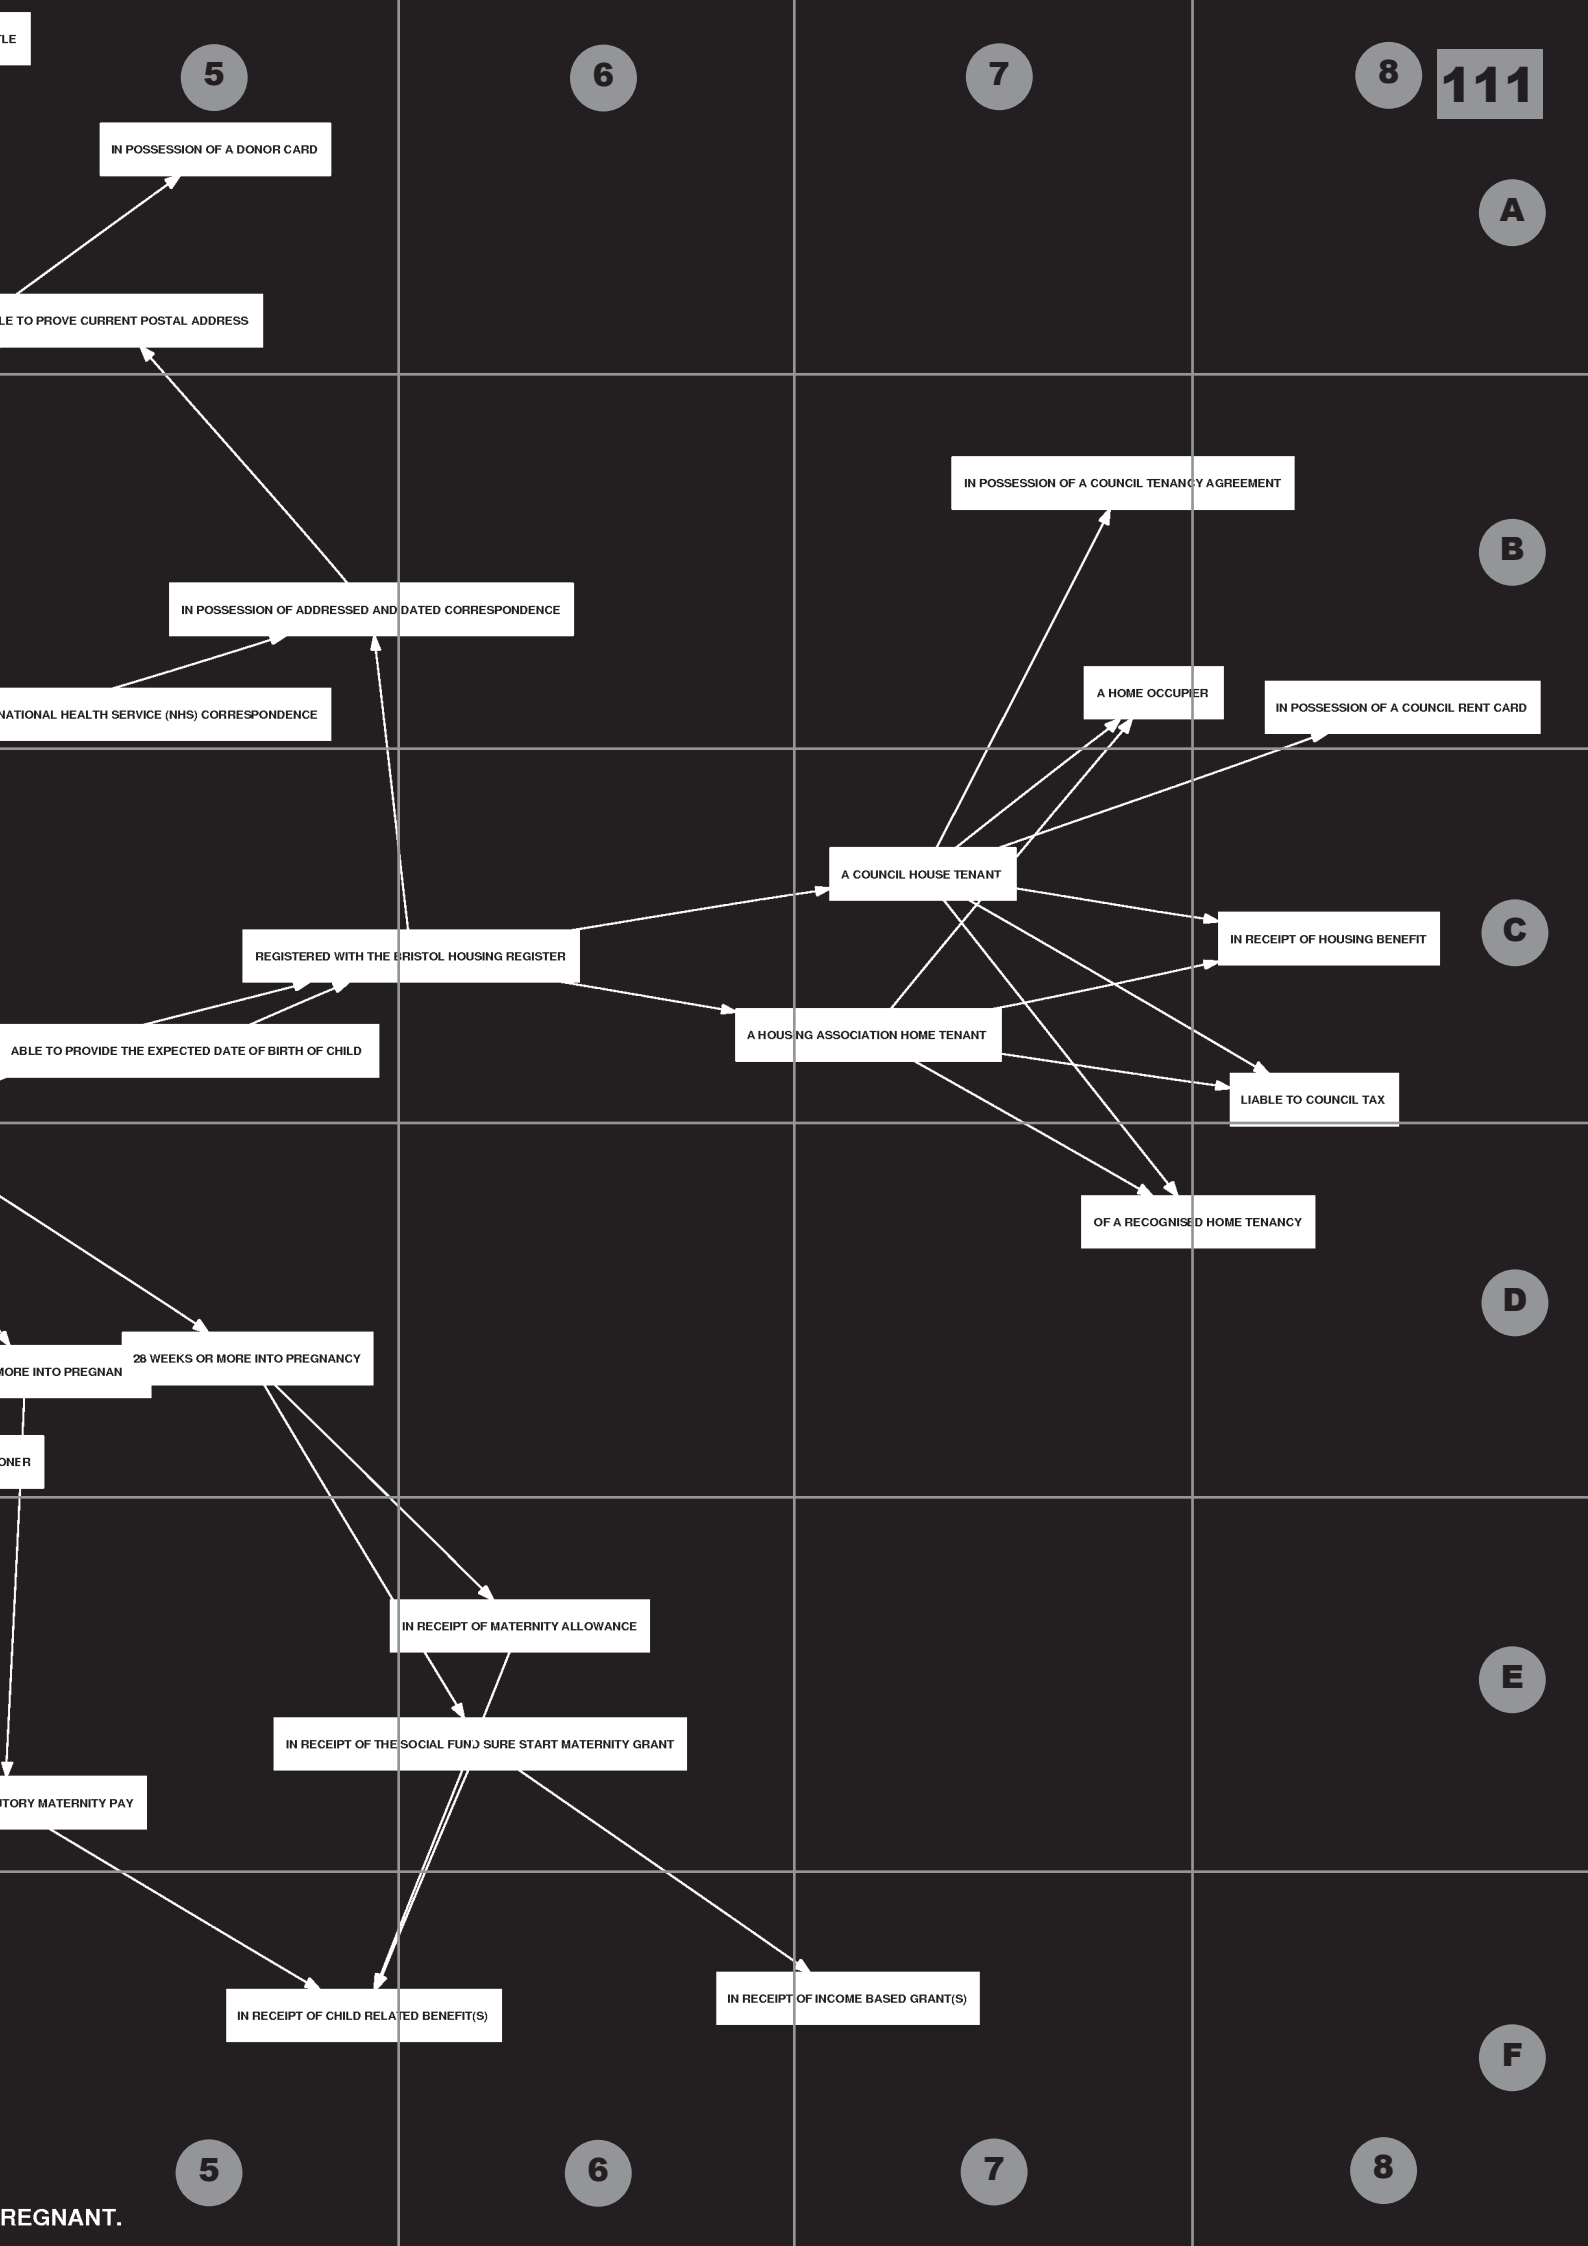 TLE
5
6
7
8
111
IN POSSESSION OF A DONOR CARD
A
LE TO PROVE CURRENT POSTAL ADDRESS
IN POSSESSION OF A COUNCIL TENANCY AGREEMENT
B
IN POSSESSION OF ADDRESSED AND DATED CORRESPONDENCE
A HOME OCCUPIER
IN POSSESSION OF A COUNCIL RENT CARD
NATIONAL HEALTH SERVICE (NHS) CORRESPONDENCE
A COUNCIL HOUSE TENANT
C
IN RECEIPT OF HOUSING BENEFIT
REGISTERED WITH THE BRISTOL HOUSING REGISTER
A HOUSING ASSOCIATION HOME TENANT
ABLE TO PROVIDE THE EXPECTED DATE OF BIRTH OF CHILD
LIABLE TO COUNCIL TAX
OF A RECOGNISED HOME TENANCY
D
28 WEEKS OR MORE INTO PREGNANCY
MORE INTO PREGNAN
ONER
IN RECEIPT OF MATERNITY ALLOWANCE
E
IN RECEIPT OF THE SOCIAL FUND SURE START MATERNITY GRANT
UTORY MATERNITY PAY
IN RECEIPT OF INCOME BASED GRANT(S)
IN RECEIPT OF CHILD RELATED BENEFIT(S)
F
5
6
7
8
REGNANT.